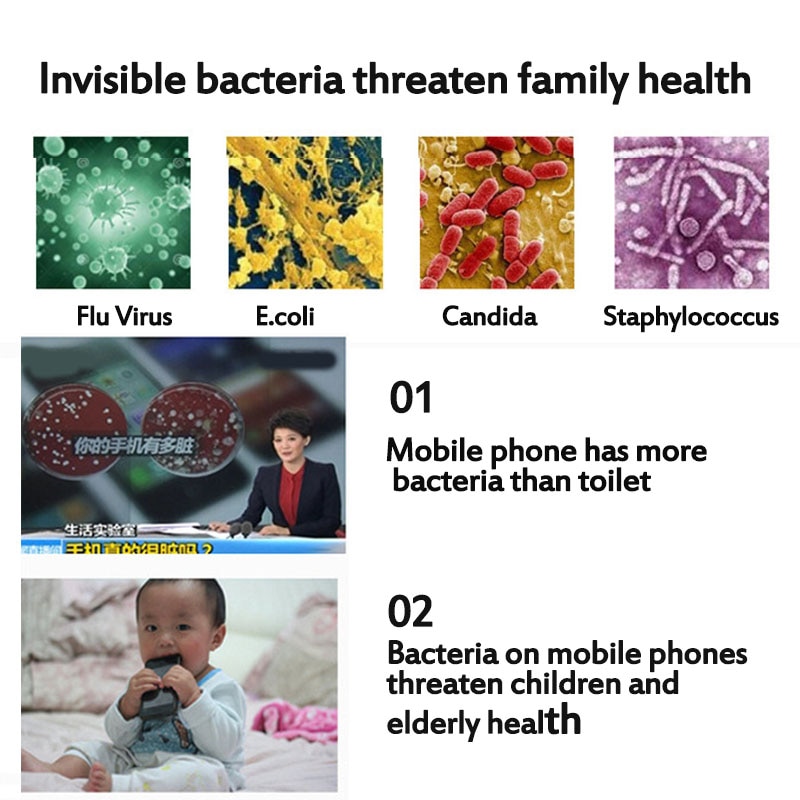 Invisible bacteria threaten family health
Flu Virus
E.coli
Candida
Staphylococcus
你的手机有多脏
生活实验室
手机真的很脏吗？
01
Mobile phone has more
bacteria than toilet
02
Bacteria on mobile phones
threaten children and
elderly health